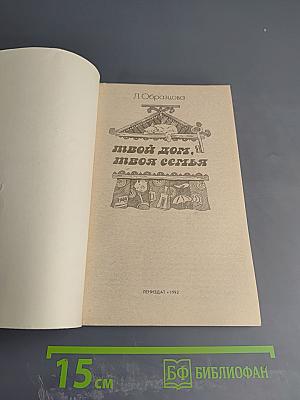 Л. Образцова
ТВОЙ ДОМ,
ТВОЯ СЕМЬЯ
ЛЕНИЗДАТ • 1992
15 см
БФ БИБЛИОФАН